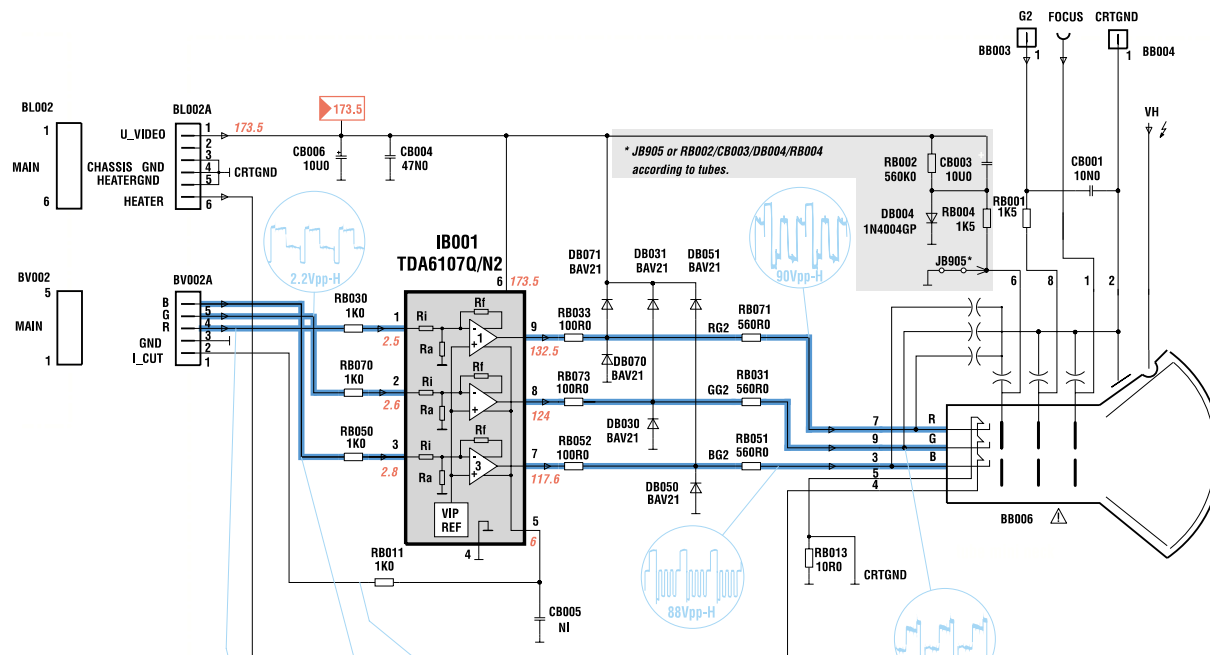 G2 FOCUS CRTGND
BB003 1 1 BB004
BL002 BL002A
1 U_VIDEO 1 173.5 173.5
2
MAIN CHASSIS GND 3
4 CRTGND
HEATERGND 5
6 HEATER 6
CB006 10U0
CB004 47N0
* JB905 or RB002/CB003/DB004/RB004
according to tubes.
RB002 560K0
CB003 10U0
DB004 1N4004GP
RB004 1K5
RB001 1K5
JB905*
CB001 10N0
VH
6 8 1 2
2.2Vpp-H
IB001
TDA6107Q/N2
6 173.5
DB071 BAV21
DB031 BAV21
DB051 BAV21
90Vpp-H
BV002 BV002A
5 B 5
G 4
R 3
MAIN GND 2
1 I_CUT 1
RB030 1K0
1 2.5
Ri Ra Rf - + 1
9 132.5
RB033 100R0
DB070 BAV21
RB071 560R0
RG2
RB070 1K0
2 2.6
Ri Ra Rf - +
8 124
RB073 100R0
DB030 BAV21
RB031 560R0
GG2
RB050 1K0
3 2.8
Ri Ra Rf - + 3
7 117.6
RB052 100R0
DB050 BAV21
RB051 560R0
BG2
7 R
9 G
3 B
5
4
BB006
VIP REF
4
5
6
RB011 1K0
CB005 NI
88Vpp-H
RB013 10R0
CRTGND